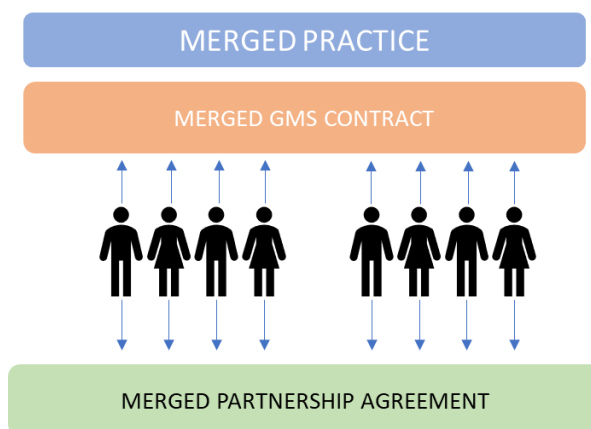 MERGED PRACTICE
MERGED GMS CONTRACT
MERGED PARTNERSHIP AGREEMENT